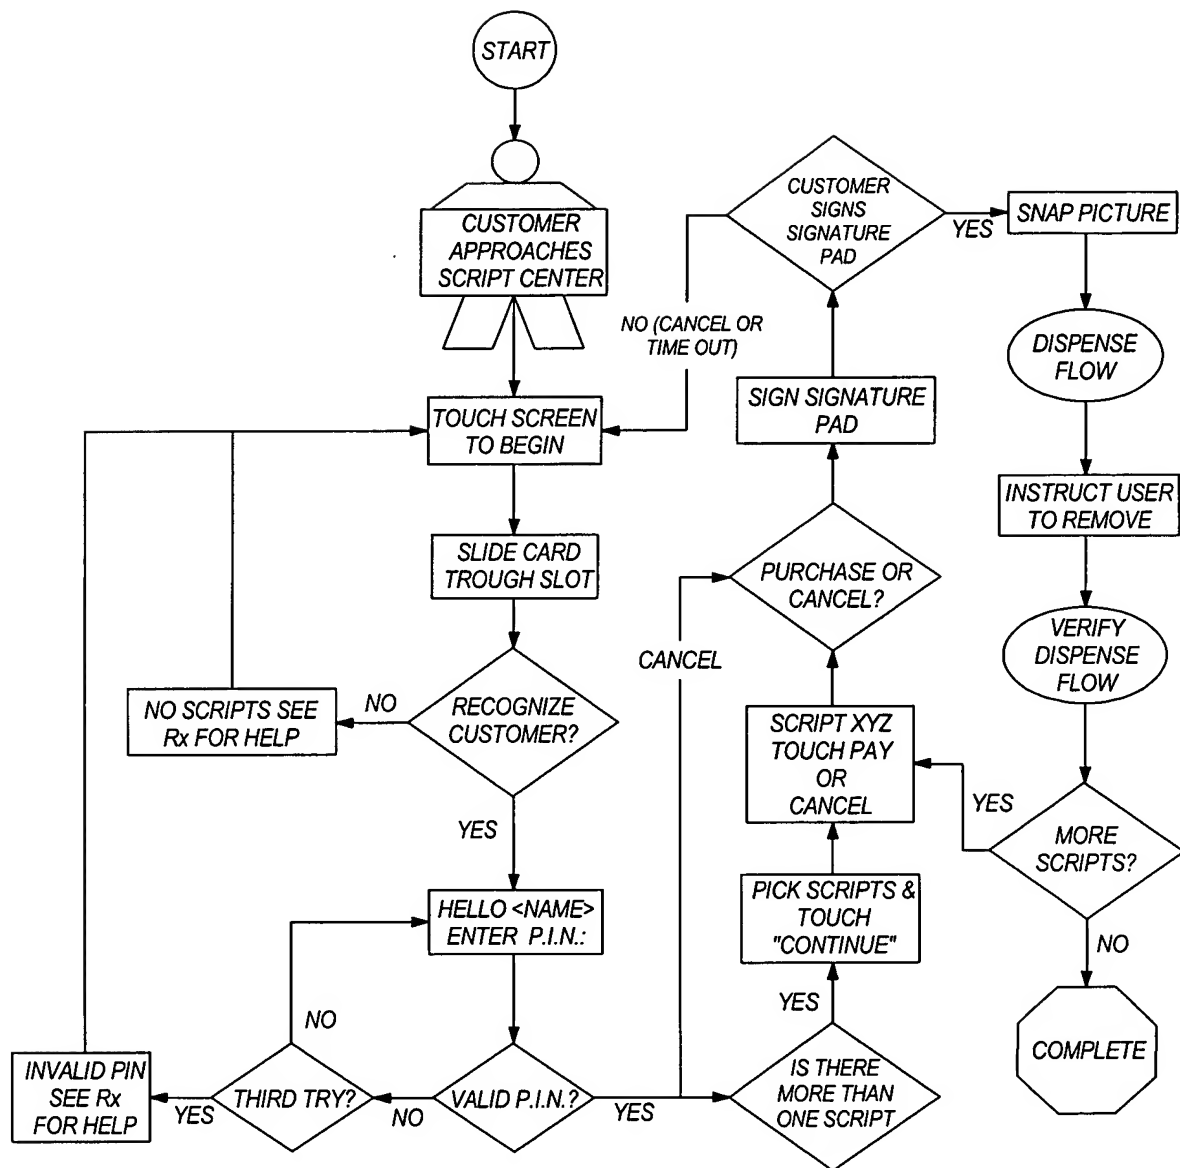 START
CUSTOMER
APPROACHES
SCRIPT CENTER
TOUCH SCREEN
TO BEGIN
SLIDE CARD
TROUGH SLOT
RECOGNIZE
CUSTOMER?
NO
NO SCRIPTS SEE
Rx FOR HELP
YES
HELLO <NAME>
ENTER P.I.N.:
VALID P.I.N.?
NO
THIRD TRY?
NO
YES
INVALID PIN
SEE Rx
FOR HELP
YES
CANCEL
IS THERE
MORE THAN
ONE SCRIPT
YES
PICK SCRIPTS &
TOUCH
"CONTINUE"
SCRIPT XYZ
TOUCH PAY
OR
CANCEL
PURCHASE OR
CANCEL?
SIGN SIGNATURE
PAD
CUSTOMER
SIGNS
SIGNATURE
PAD
NO (CANCEL OR
TIME OUT)
YES
SNAP PICTURE
DISPENSE
FLOW
INSTRUCT USER
TO REMOVE
VERIFY
DISPENSE
FLOW
MORE
SCRIPTS?
YES
NO
COMPLETE